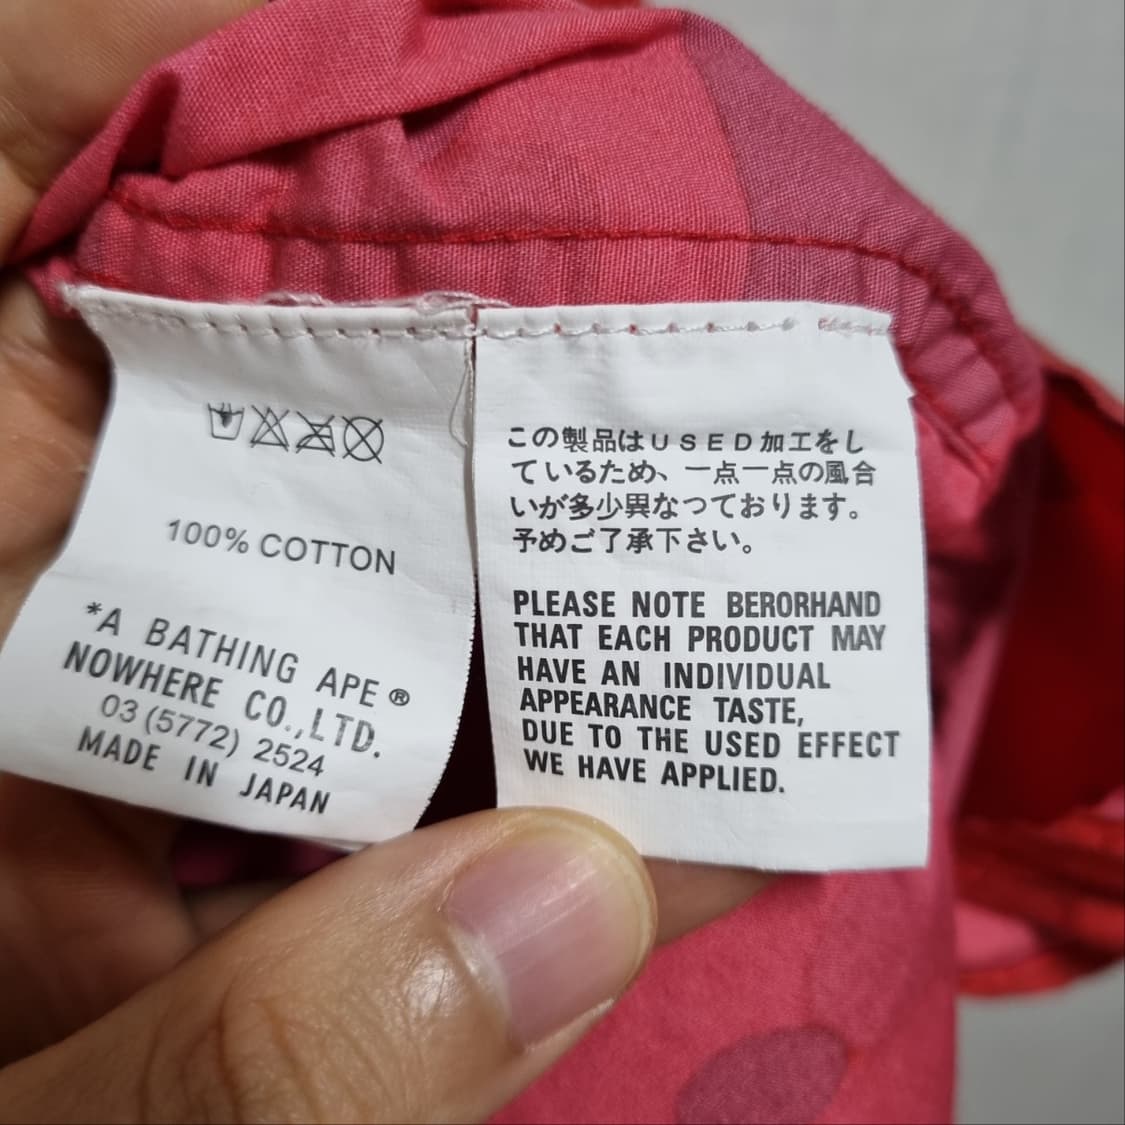 100% COTTON
*A BATHING APE®
NOWHERE CO.,LTD.
03 (5772) 2524
MADE IN JAPAN
この製品はUSED加工をし
ているため、一点一点の風合
いが多少異なっております。
予めご了承下さい。
PLEASE NOTE BERORHAND
THAT EACH PRODUCT MAY
HAVE AN INDIVIDUAL
APPEARANCE TASTE,
DUE TO THE USED EFFECT
WE HAVE APPLIED.